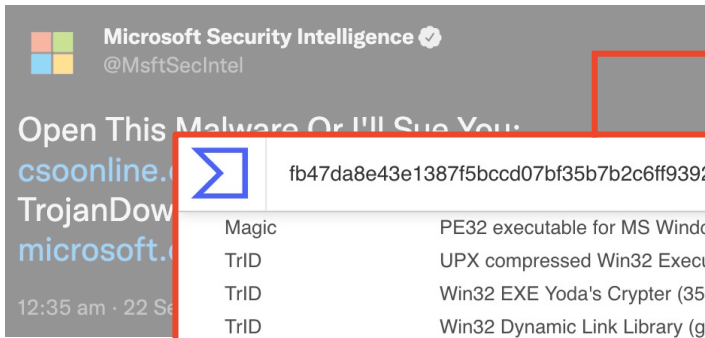 Microsoft Security Intelligence
@MsftSecIntel
Open This Malware Or I'll Sue You:
csoonline.
TrojanDow
microsoft.
12:35 am · 22 Se
fb47da8e43e1387f5bccd07bf35b7b2c6ff9392
Magic PE32 executable for MS Windo
TrID UPX compressed Win32 Execu
TrID Win32 EXE Yoda's Crypter (35
TrID Win32 Dynamic Link Library (g